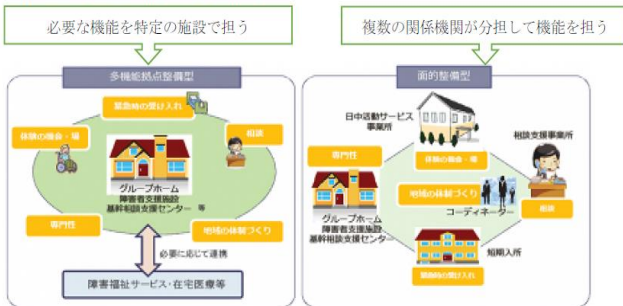 必要な機能を特定の施設で担う
複数の関係機関が分担して機能を担う
多機能拠点整備型
緊急時の受け入れ
体験の機会・場
相談
グループホーム
障害者支援施設
基幹相談支援センター 等
専門性
地域の体制づくり
必要に応じて連携
障害福祉サービス・在宅医療等
面的整備型
日中活動サービス
事業所
体験の機会・場
相談支援事業所
専門性
地域の体制づくり
コーディネーター
相談
グループホーム
障害者支援施設
基幹相談支援センター
短期入所
緊急時の受け入れ